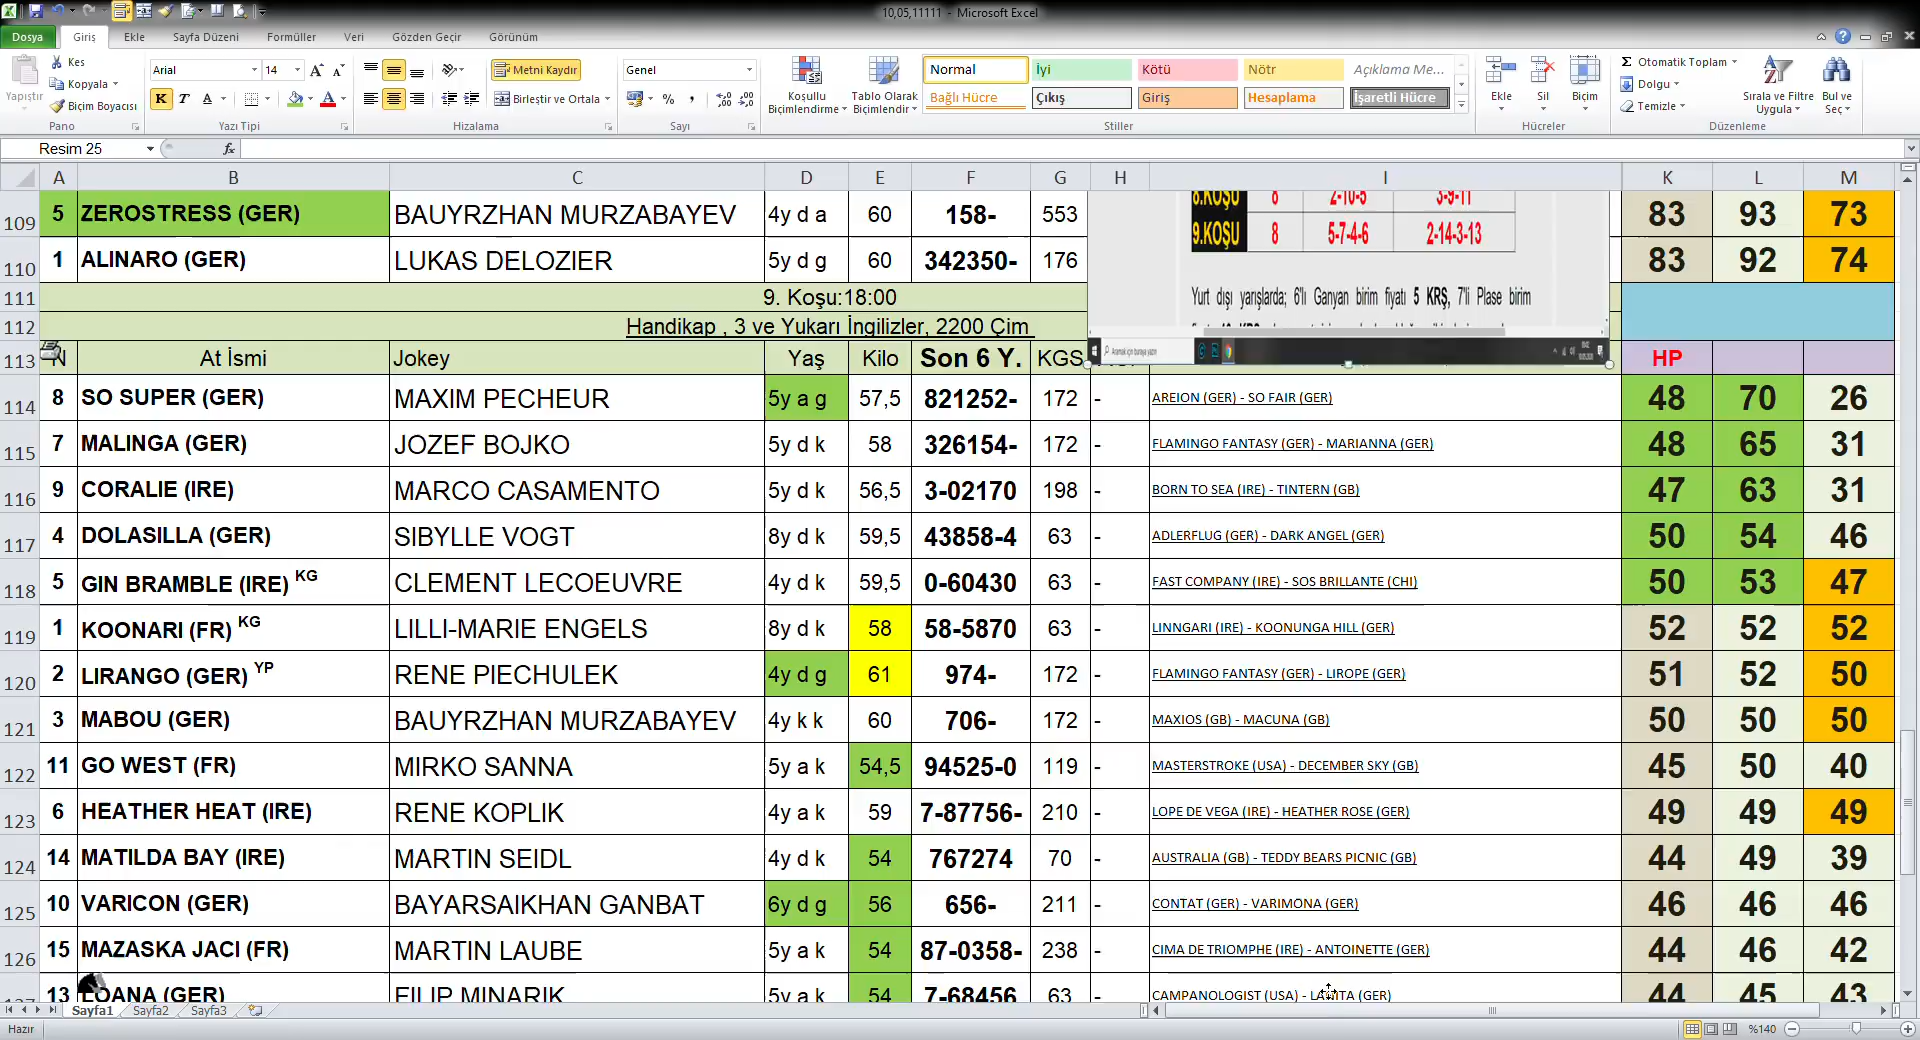 10,05,11111 - Microsoft Excel
Dosya Giriş Ekle Sayfa Düzeni Formüller Veri Gözden Geçir Görünüm
Yapıştır Kes Kopyala Biçim Boyacısı
Pano
Arial 14
K T A
Yazı Tipi
Metni Kaydır
Birleştir ve Ortala
Hizalama
Genel
Sayı
Koşullu Biçimlendirme Tablo Olarak Biçimlendir
Normal İyi Kötü Nötr Açıklama Me...
Bağlı Hücre Çıkış Giriş Hesaplama İşaretli Hücre
Stiller
Ekle Sil Biçim
Hücreler
Σ Otomatik Toplam
Dolgu
Temizle
Sırala ve Filtre Uygula Bul ve Seç
Düzenleme
Resim 25 fx
A B C D E F G H I K L M
109 5 ZEROSTRESS (GER) BAUYRZHAN MURZABAYEV 4y d a 60 158- 553 83 93 73
110 1 ALINARO (GER) LUKAS DELOZIER 5y d g 60 342350- 176 83 92 74
8.KOŞU 8 2-10-5 3-9-11
9.KOŞU 8 5-7-4-6 2-14-3-13
Yurt dışı yarışlarda; 6'lı Ganyan birim fiyatı 5 KRŞ, 7'li Plase birim
Aramak için buraya yazın
111 9. Koşu:18:00
112 Handikap , 3 ve Yukarı İngilizler, 2200 Çim
113 N At İsmi Jokey Yaş Kilo Son 6 Y. KGS HP
114 8 SO SUPER (GER) MAXIM PECHEUR 5y a g 57,5 821252- 172 - AREION (GER) - SO FAIR (GER) 48 70 26
115 7 MALINGA (GER) JOZEF BOJKO 5y d k 58 326154- 172 - FLAMINGO FANTASY (GER) - MARIANNA (GER) 48 65 31
116 9 CORALIE (IRE) MARCO CASAMENTO 5y d k 56,5 3-02170 198 - BORN TO SEA (IRE) - TINTERN (GB) 47 63 31
117 4 DOLASILLA (GER) SIBYLLE VOGT 8y d k 59,5 43858-4 63 - ADLERFLUG (GER) - DARK ANGEL (GER) 50 54 46
118 5 GIN BRAMBLE (IRE) KG CLEMENT LECOEUVRE 4y d k 59,5 0-60430 63 - FAST COMPANY (IRE) - SOS BRILLANTE (CHI) 50 53 47
119 1 KOONARI (FR) KG LILLI-MARIE ENGELS 8y d k 58 58-5870 63 - LINNGARI (IRE) - KOONUNGA HILL (GER) 52 52 52
120 2 LIRANGO (GER) YP RENE PIECHULEK 4y d g 61 974- 172 - FLAMINGO FANTASY (GER) - LIROPE (GER) 51 52 50
121 3 MABOU (GER) BAUYRZHAN MURZABAYEV 4y k k 60 706- 172 - MAXIOS (GB) - MACUNA (GB) 50 50 50
122 11 GO WEST (FR) MIRKO SANNA 5y a k 54,5 94525-0 119 - MASTERSTROKE (USA) - DECEMBER SKY (GB) 45 50 40
123 6 HEATHER HEAT (IRE) RENE KOPLIK 4y a k 59 7-87756- 210 - LOPE DE VEGA (IRE) - HEATHER ROSE (GER) 49 49 49
124 14 MATILDA BAY (IRE) MARTIN SEIDL 4y d k 54 767274 70 - AUSTRALIA (GB) - TEDDY BEARS PICNIC (GB) 44 49 39
125 10 VARICON (GER) BAYARSAIKHAN GANBAT 6y d g 56 656- 211 - CONTAT (GER) - VARIMONA (GER) 46 46 46
126 15 MAZASKA JACI (FR) MARTIN LAUBE 5y a k 54 87-0358- 238 - CIMA DE TRIOMPHE (IRE) - ANTOINETTE (GER) 44 46 42
127 13 LOANA (GER) FILIP MINARIK 5y a k 54 7-68456 63 - CAMPANOLOGIST (USA) - (GER) 44 45 43
Sayfa1 Sayfa2 Sayfa3
Hazır %140